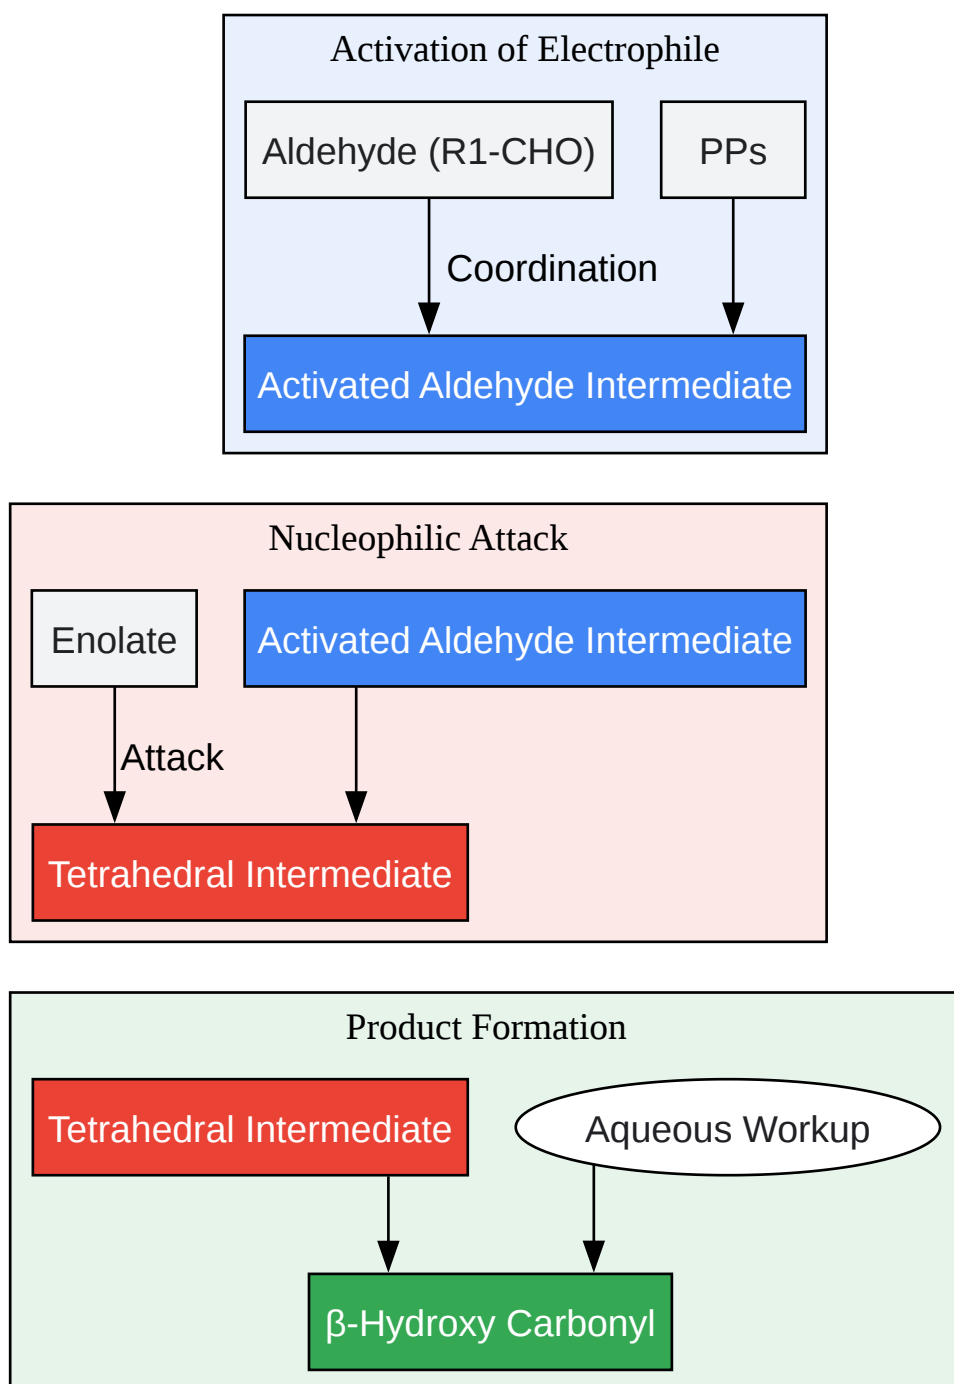 Activation of Electrophile
Aldehyde (R1-CHO)
PPs
Coordination
Activated Aldehyde Intermediate
Nucleophilic Attack
Enolate
Activated Aldehyde Intermediate
Attack
Tetrahedral Intermediate
Product Formation
Tetrahedral Intermediate
Aqueous Workup
β-Hydroxy Carbonyl